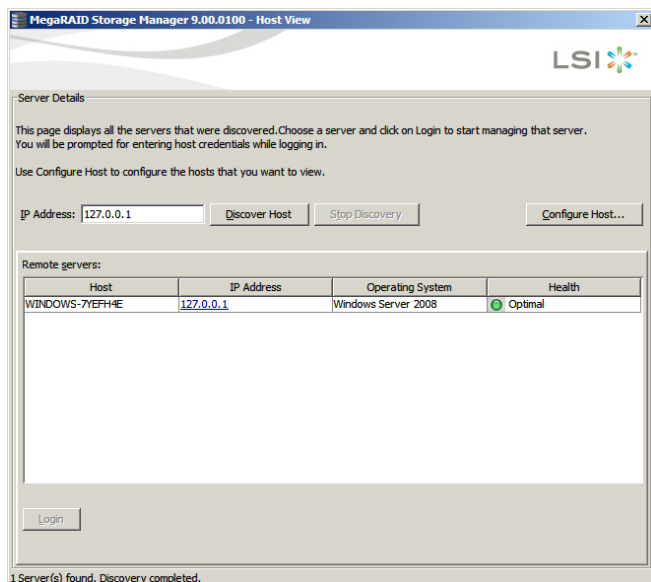 MegaRAID Storage Manager 9.00.0100 - Host View
LSI
Server Details
This page displays all the servers that were discovered.Choose a server and click on Login to start managing that server.
You will be prompted for entering host credentials while logging in.
Use Configure Host to configure the hosts that you want to view.
IP Address: 127.0.0.1 Discover Host Stop Discovery Configure Host...
Remote servers:
Host IP Address Operating System Health
WINDOWS-7YEFH4E 127.0.0.1 Windows Server 2008 Optimal
Login
1 Server(s) found. Discovery completed.